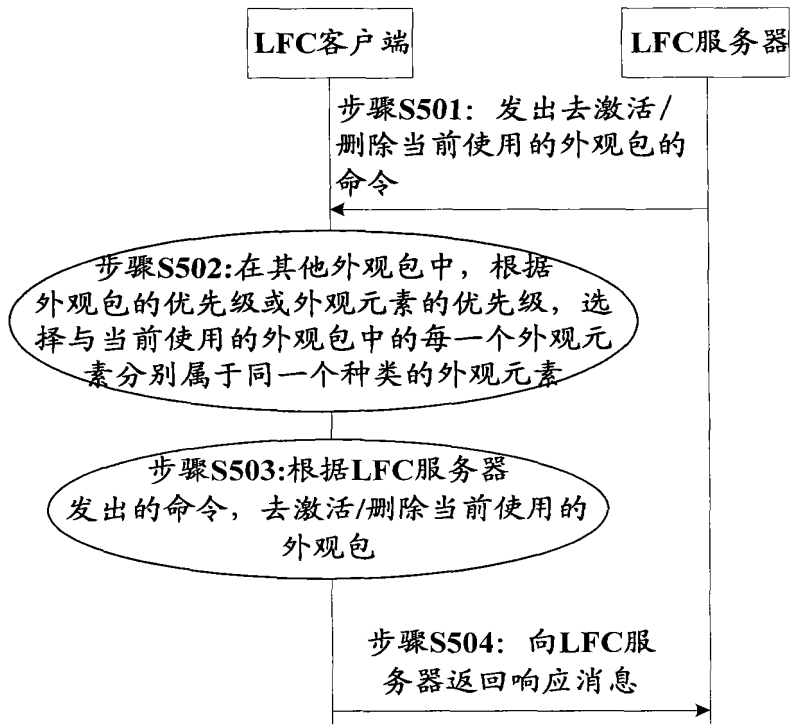 LFC客户端
LFC服务器
步骤S501：发出去激活/
删除当前使用的外观包的
命令
步骤S502:在其他外观包中，根据
外观包的优先级或外观元素的优先级，选
择与当前使用的外观包中的每一个外观元
素分别属于同一个种类的外观元素
步骤S503:根据LFC服务器
发出的命令，去激活/删除当前使用的
外观包
步骤S504：向LFC服
务器返回响应消息